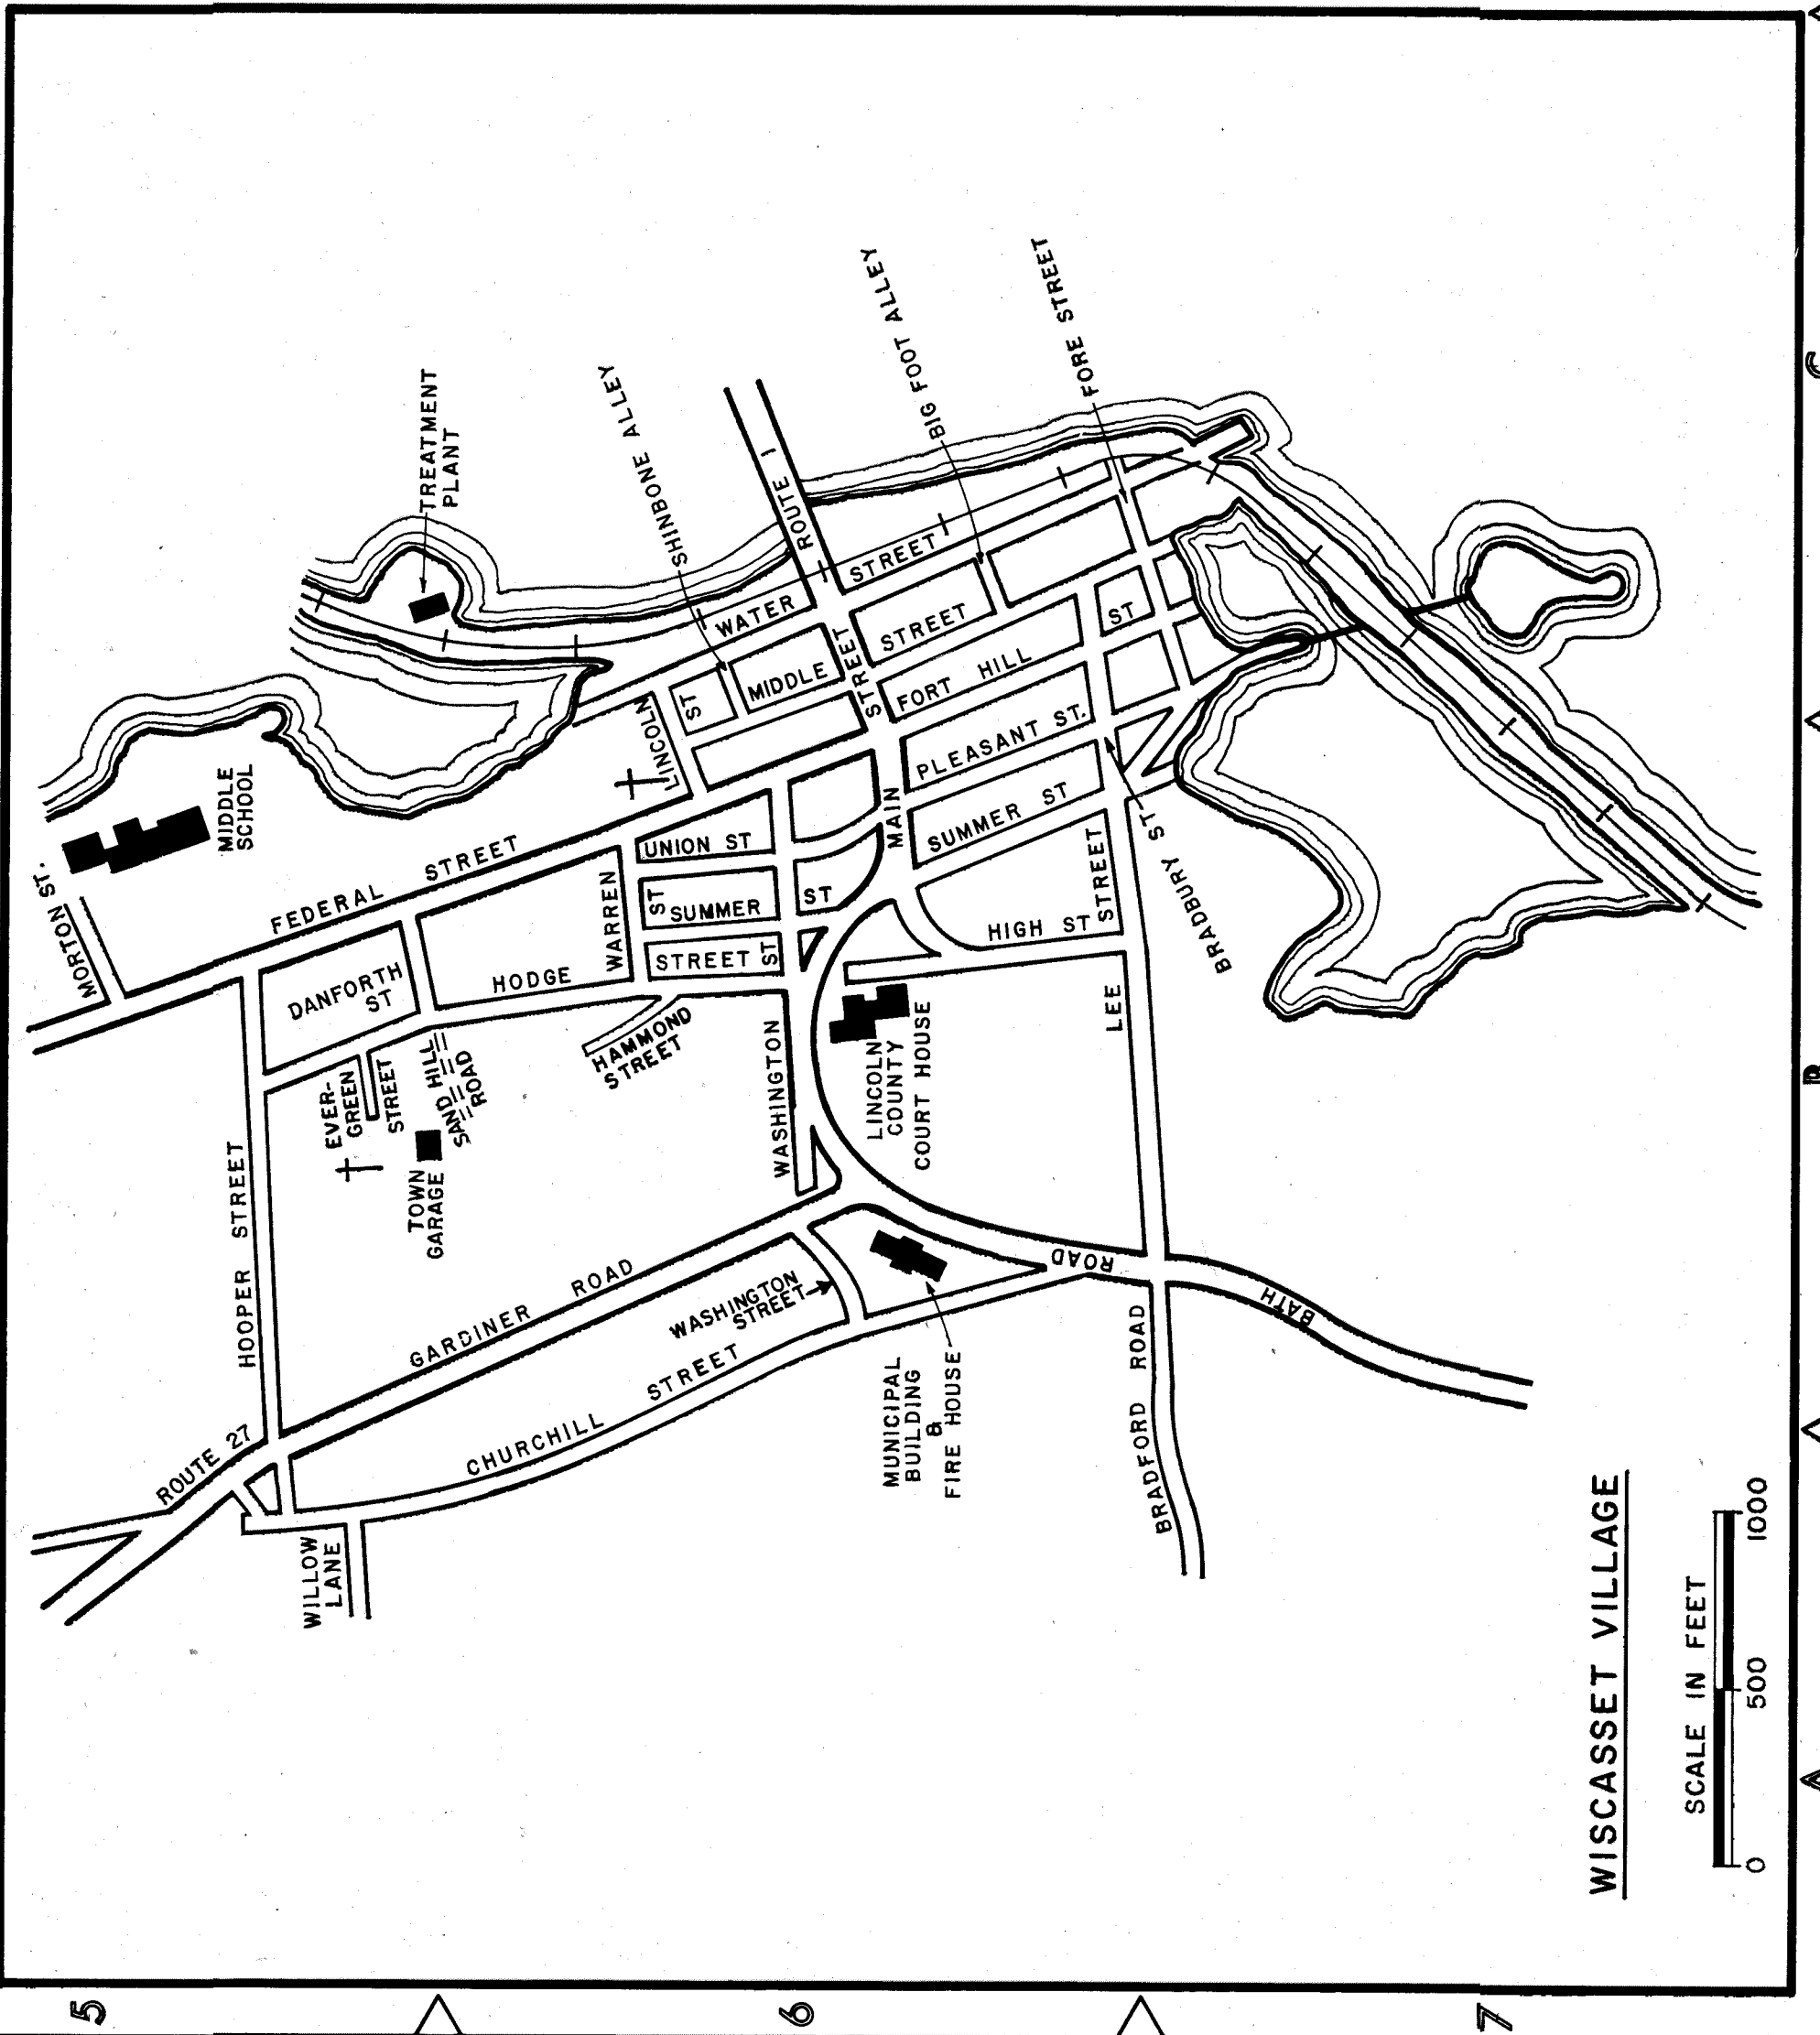 MORTON ST.
MIDDLE
SCHOOL
FEDERAL STREET
TREATMENT
PLANT
SHINBONE ALLEY
ROUTE 1
BIG FOOT ALLEY
FORE STREET
WATER STREET
LINCOLN
ST
MIDDLE
STREET
STREET
FORT HILL
ST
PLEASANT ST.
SUMMER ST
MAIN
UNION ST
WARREN
ST
SUMMER
ST
HODGE
STREET
ST
DANFORTH
ST
HIGH ST
LEE
STREET
BRADBURY ST
HAMMOND
STREET
SAND HILL
ROAD
EVER-
GREEN
STREET
TOWN
GARAGE
WASHINGTON
LINCOLN
COUNTY
COURT HOUSE
HOOPER STREET
GARDINER ROAD
ROUTE 27
WASHINGTON
STREET
CHURCHILL STREET
MUNICIPAL
BUILDING
&
FIRE HOUSE
BATH ROAD
BRADFORD ROAD
WILLOW
LANE
WISCASSET VILLAGE
SCALE IN FEET
0 500 1000
5
6
7